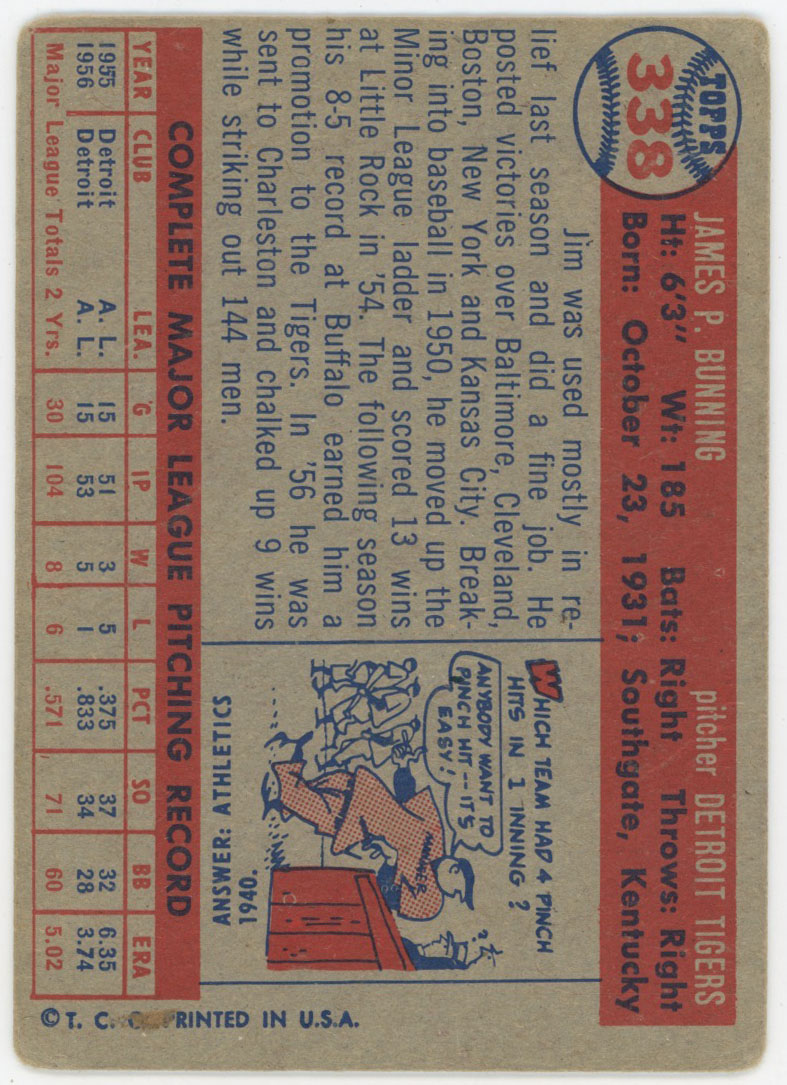 TOPPS
338
JAMES P. BUNNING pitcher DETROIT TIGERS
Ht: 6'3" Wt: 185 Bats: Right Throws: Right
Born: October 23, 1931; Southgate, Kentucky
Jim was used mostly in re-
lief last season and did a fine job. He
posted victories over Baltimore, Cleveland,
Boston, New York and Kansas City. Break-
ing into baseball in 1950, he moved up the
Minor League ladder and scored 13 wins
at Little Rock in '54. The following season
his 8-5 record at Buffalo earned him a
promotion to the Tigers. In '56 he was
sent to Charleston and chalked up 9 wins
while striking out 144 men.
WHICH TEAM HAD 4 PINCH
HITS IN 1 INNING ?
ANYBODY WANT TO
PINCH HIT -- IT'S
EASY!
MANAGER
ANSWER: ATHLETICS
1940.
COMPLETE MAJOR LEAGUE PITCHING RECORD
YEAR CLUB LEA. G IP W L PCT SO BB ERA
1955 Detroit A. L. 15 51 3 5 .375 37 32 6.35
1956 Detroit A. L. 15 53 5 1 .833 34 28 3.74
Major League Totals 2 Yrs. 30 104 8 6 .571 71 60 5.02
© T. C. G. PRINTED IN U.S.A.